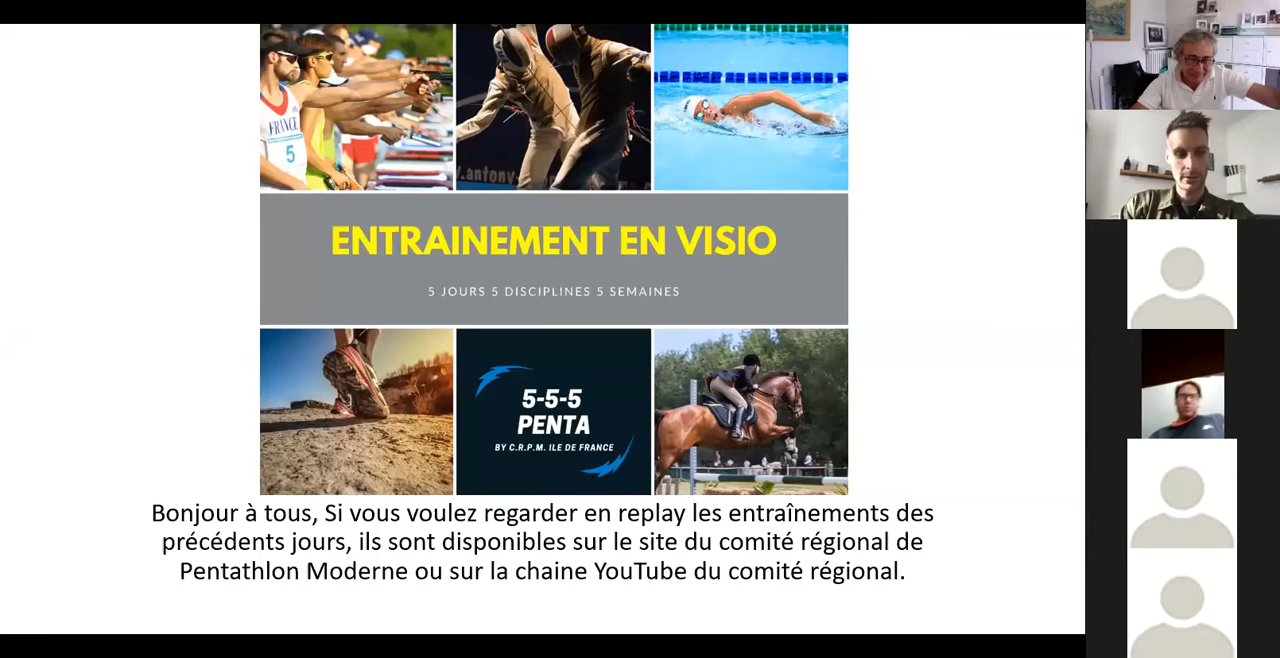 FRANCE
5
y.antony-
ENTRAINEMENT EN VISIO
5 JOURS 5 DISCIPLINES 5 SEMAINES
5-5-5
PENTA
BY C.R.P.M. ILE DE FRANCE
Bonjour à tous, Si vous voulez regarder en replay les entraînements des
précédents jours, ils sont disponibles sur le site du comité régional de
Pentathlon Moderne ou sur la chaine YouTube du comité régional.